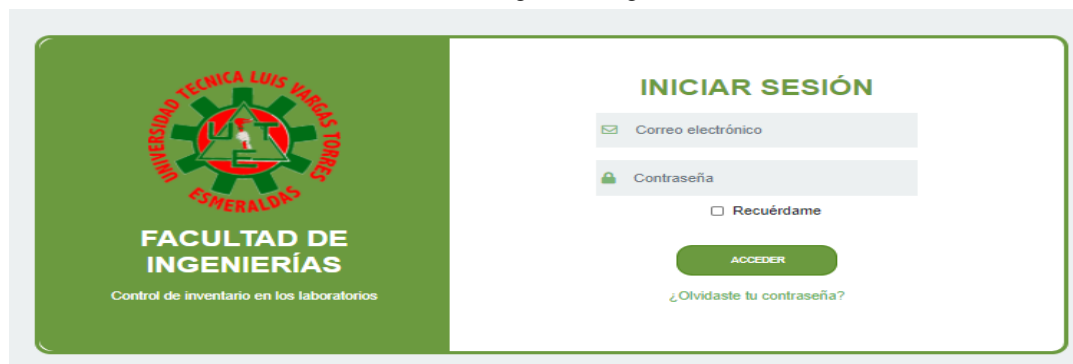 UNIVERSIDAD TECNICA LUIS VARGAS TORRES
UTE
ESMERALDAS
FACULTAD DE
INGENIERÍAS
Control de inventario en los laboratorios
INICIAR SESIÓN
Correo electrónico
Contraseña
Recuérdame
ACCEDER
¿Olvidaste tu contraseña?